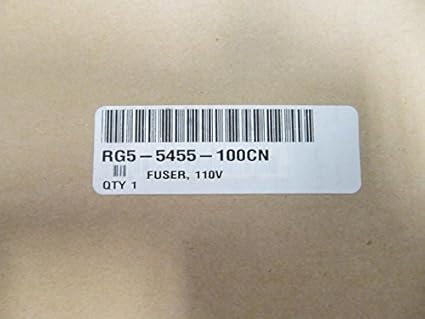 RG5-5455-100CN
FUSER, 110V
QTY 1